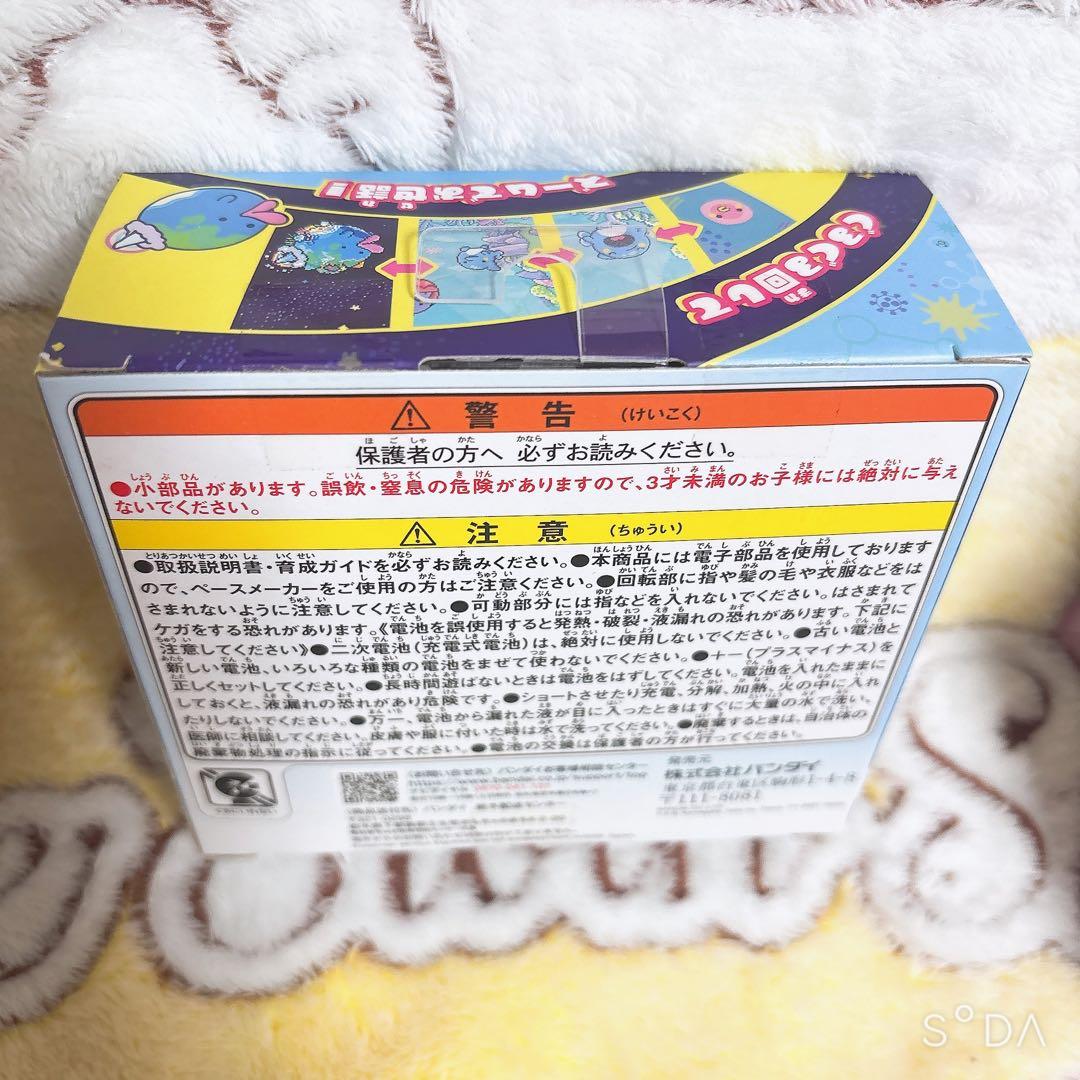 ズームでお世話!!
ぐるぐる回して
警告 (けいこく)
保護者の方へ 必ずお読みください。
●小部品があります。誤飲・窒息の危険がありますので、3才未満のお子様には絶対に与え
ないでください。
注意 (ちゅうい)
●取扱説明書・育成ガイドを必ずお読みください。●本商品には電子部品を使用しております
ので、ペースメーカーをご使用の方はご注意ください。●回転部に指や髪の毛や衣服などをは
さまれないように注意してください。●可動部分には指などを入れないでください。はさまれて
ケガをする恐れがあります。《電池を誤使用すると発熱・破裂・液漏れの恐れがあります。下記に
注意してください》●二次電池(充電式電池)は、絶対に使用しないでください。●古い電池と
新しい電池、いろいろな種類の電池をまぜて使わないでください。●+-(プラスマイナス)を
正しくセットしてください。●長時間遊ばないときは電池をはずしてください。電池を入れたままに
しておくと、液漏れの恐れがあり危険です。●ショートさせたり充電、分解、加熱、火の中に入れ
たりしないでください。●万一、電池から漏れた液が目に入ったときはすぐに大量の水で洗い、
医師に相談してください。皮膚や服に付いた時は水で洗ってください。●廃棄するときは、自治体の
廃棄物処理の指示に従ってください。●電池の交換は保護者の方が行ってください。
発売元
株式会社バンダイ
SODA